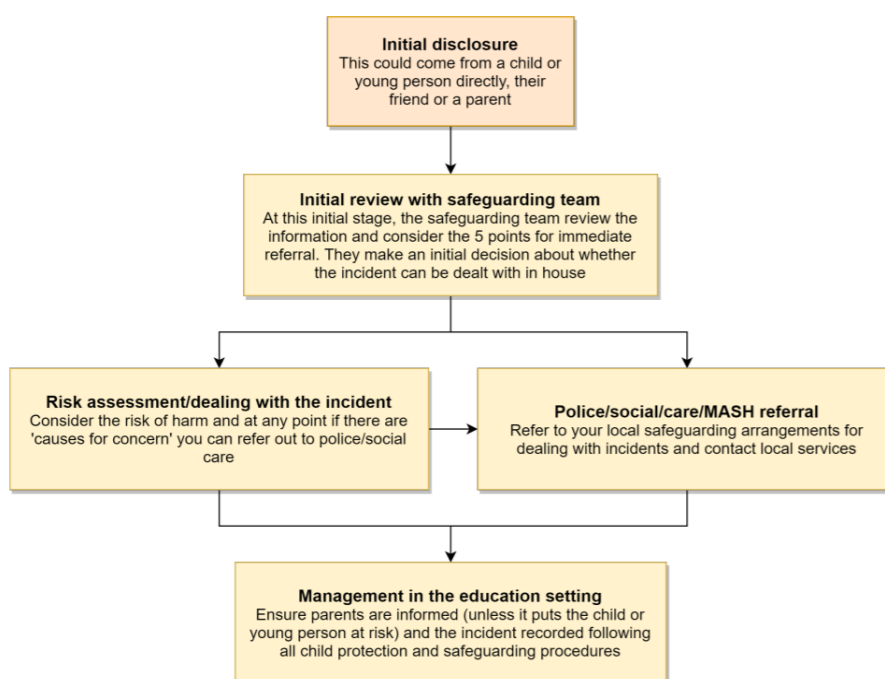 Initial disclosure
This could come from a child or
young person directly, their
friend or a parent
Initial review with safeguarding team
At this initial stage, the safeguarding team review the
information and consider the 5 points for immediate
referral. They make an initial decision about whether
the incident can be dealt with in house
Risk assessment/dealing with the incident
Consider the risk of harm and at any point if there are
'causes for concern' you can refer out to police/social
care
Police/social/care/MASH referral
Refer to your local safeguarding arrangements for
dealing with incidents and contact local services
Management in the education setting
Ensure parents are informed (unless it puts the child or
young person at risk) and the incident recorded following
all child protection and safeguarding procedures